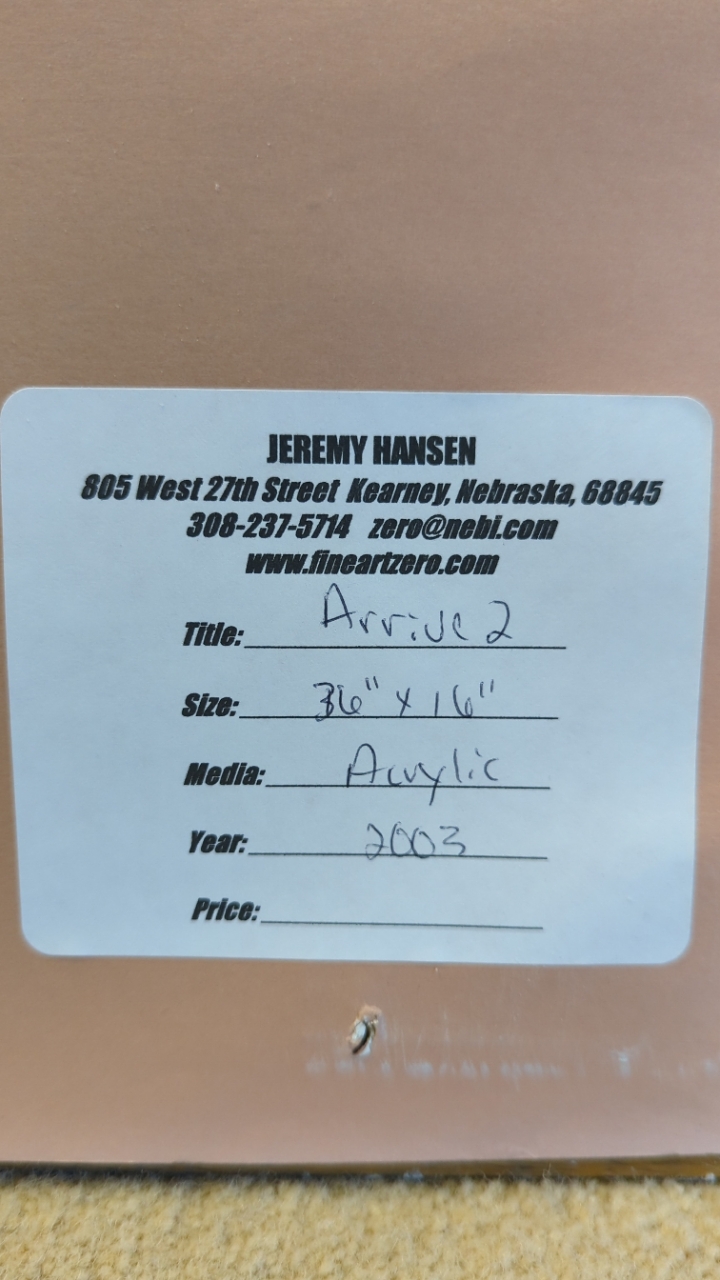 JEREMY HANSEN
805 West 27th Street Kearney, Nebraska, 68845
308-237-5714 zero@nebi.com
www.fineartzero.com
Title: Arrive 2
Size: 36" x 16"
Media: Acrylic
Year: 2003
Price: